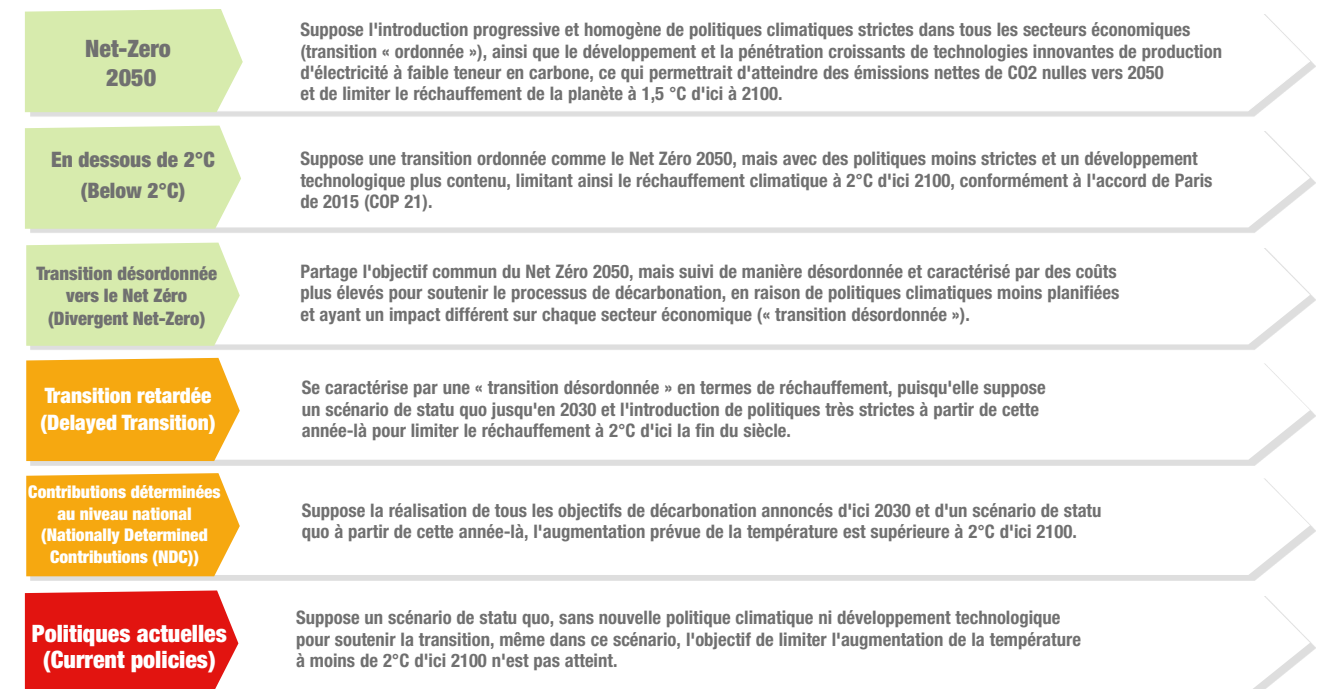 Net-Zero
2050
Suppose l'introduction progressive et homogène de politiques climatiques strictes dans tous les secteurs économiques
(transition « ordonnée »), ainsi que le développement et la pénétration croissants de technologies innovantes de production
d'électricité à faible teneur en carbone, ce qui permettrait d'atteindre des émissions nettes de CO2 nulles vers 2050
et de limiter le réchauffement de la planète à 1,5 °C d'ici à 2100.
En dessous de 2°C
(Below 2°C)
Suppose une transition ordonnée comme le Net Zéro 2050, mais avec des politiques moins strictes et un développement
technologique plus contenu, limitant ainsi le réchauffement climatique à 2°C d'ici 2100, conformément à l'accord de Paris
de 2015 (COP 21).
Transition désordonnée
vers le Net Zéro
(Divergent Net-Zero)
Partage l'objectif commun du Net Zéro 2050, mais suivi de manière désordonnée et caractérisé par des coûts
plus élevés pour soutenir le processus de décarbonation, en raison de politiques climatiques moins planifiées
et ayant un impact différent sur chaque secteur économique (« transition désordonnée »).
Transition retardée
(Delayed Transition)
Se caractérise par une « transition désordonnée » en termes de réchauffement, puisqu'elle suppose
un scénario de statu quo jusqu'en 2030 et l'introduction de politiques très strictes à partir de cette
année-là pour limiter le réchauffement à 2°C d'ici la fin du siècle.
Contributions déterminées
au niveau national
(Nationally Determined
Contributions (NDC))
Suppose la réalisation de tous les objectifs de décarbonation annoncés d'ici 2030 et d'un scénario de statu
quo à partir de cette année-là, l'augmentation prévue de la température est supérieure à 2°C d'ici 2100.
Politiques actuelles
(Current policies)
Suppose un scénario de statu quo, sans nouvelle politique climatique ni développement technologique
pour soutenir la transition, même dans ce scénario, l'objectif de limiter l'augmentation de la température
à moins de 2°C d'ici 2100 n'est pas atteint.